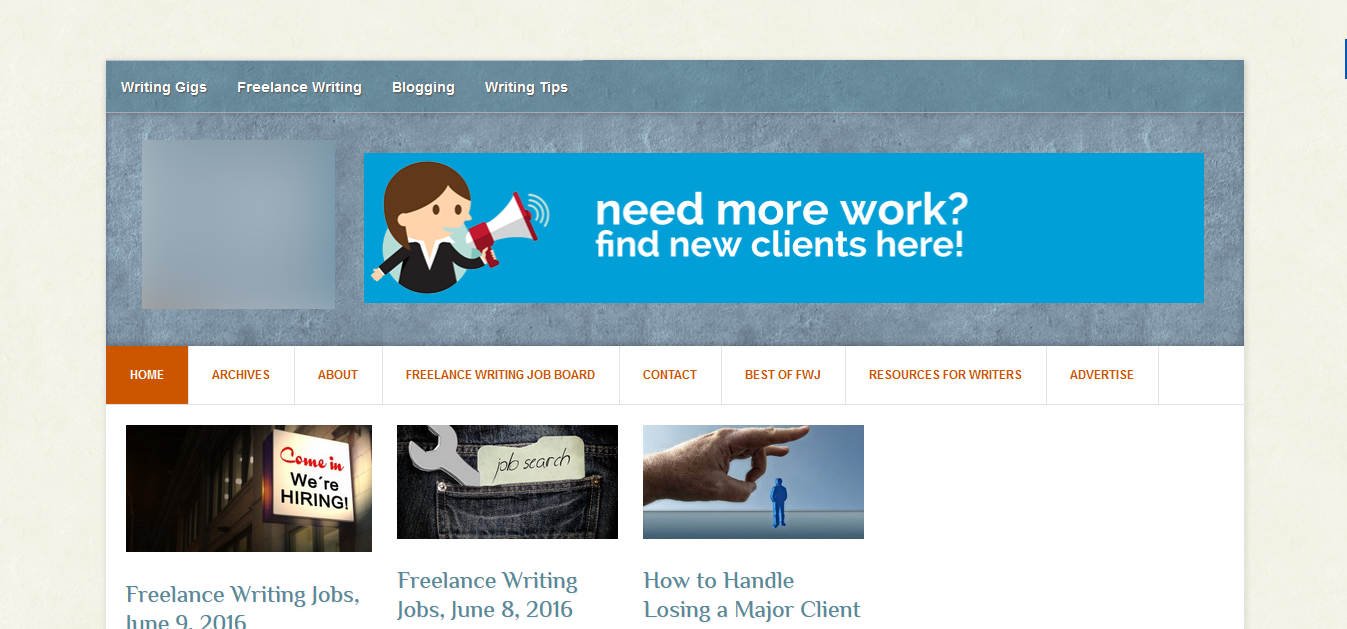 Writing Gigs Freelance Writing Blogging Writing Tips
need more work?
find new clients here!
HOME ARCHIVES ABOUT FREELANCE WRITING JOB BOARD CONTACT BEST OF FWJ RESOURCES FOR WRITERS ADVERTISE
Come in
We´re
HIRING!
job search
Freelance Writing Jobs,
June 9, 2016
Freelance Writing
Jobs, June 8, 2016
How to Handle
Losing a Major Client